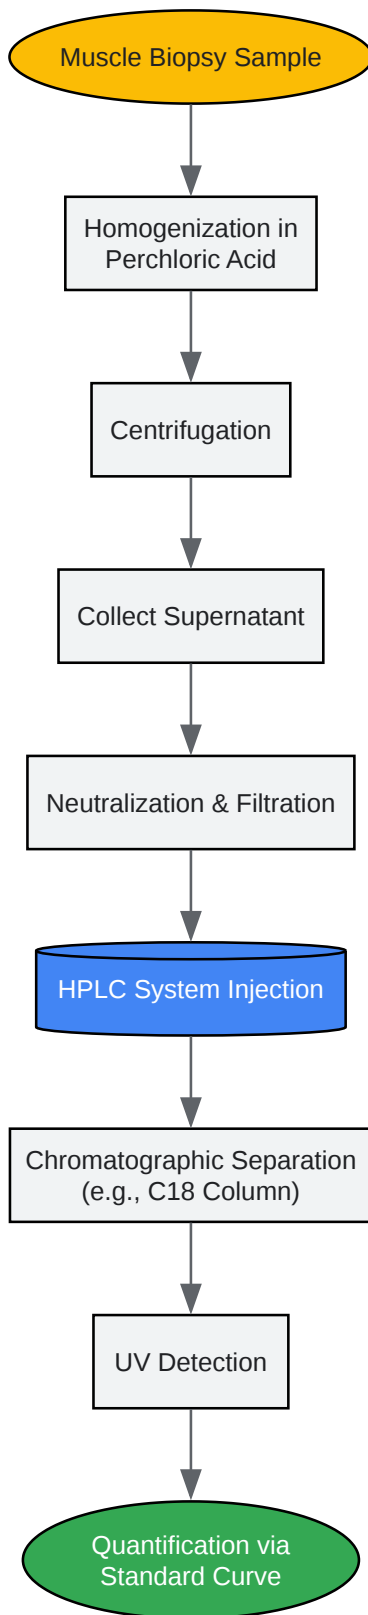 Muscle Biopsy Sample
Homogenization in
Perchloric Acid
Centrifugation
Collect Supernatant
Neutralization & Filtration
HPLC System Injection
Chromatographic Separation
(e.g., C18 Column)
UV Detection
Quantification via
Standard Curve